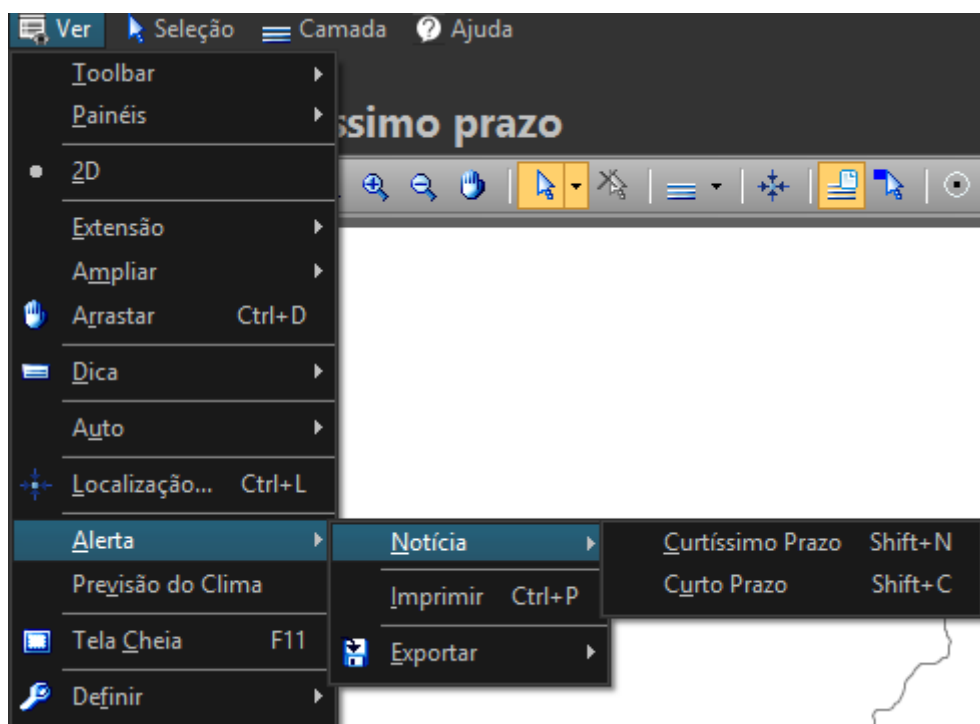 Ver Seleção Camada Ajuda
ssimo prazo
Toolbar
Painéis
2D
Extensão
Ampliar
Arrastar Ctrl+D
Dica
Auto
Localização... Ctrl+L
Alerta
Previsão do Clima
Tela Cheia F11
Definir
Notícia
Imprimir Ctrl+P
Exportar
Curtíssimo Prazo Shift+N
Curto Prazo Shift+C